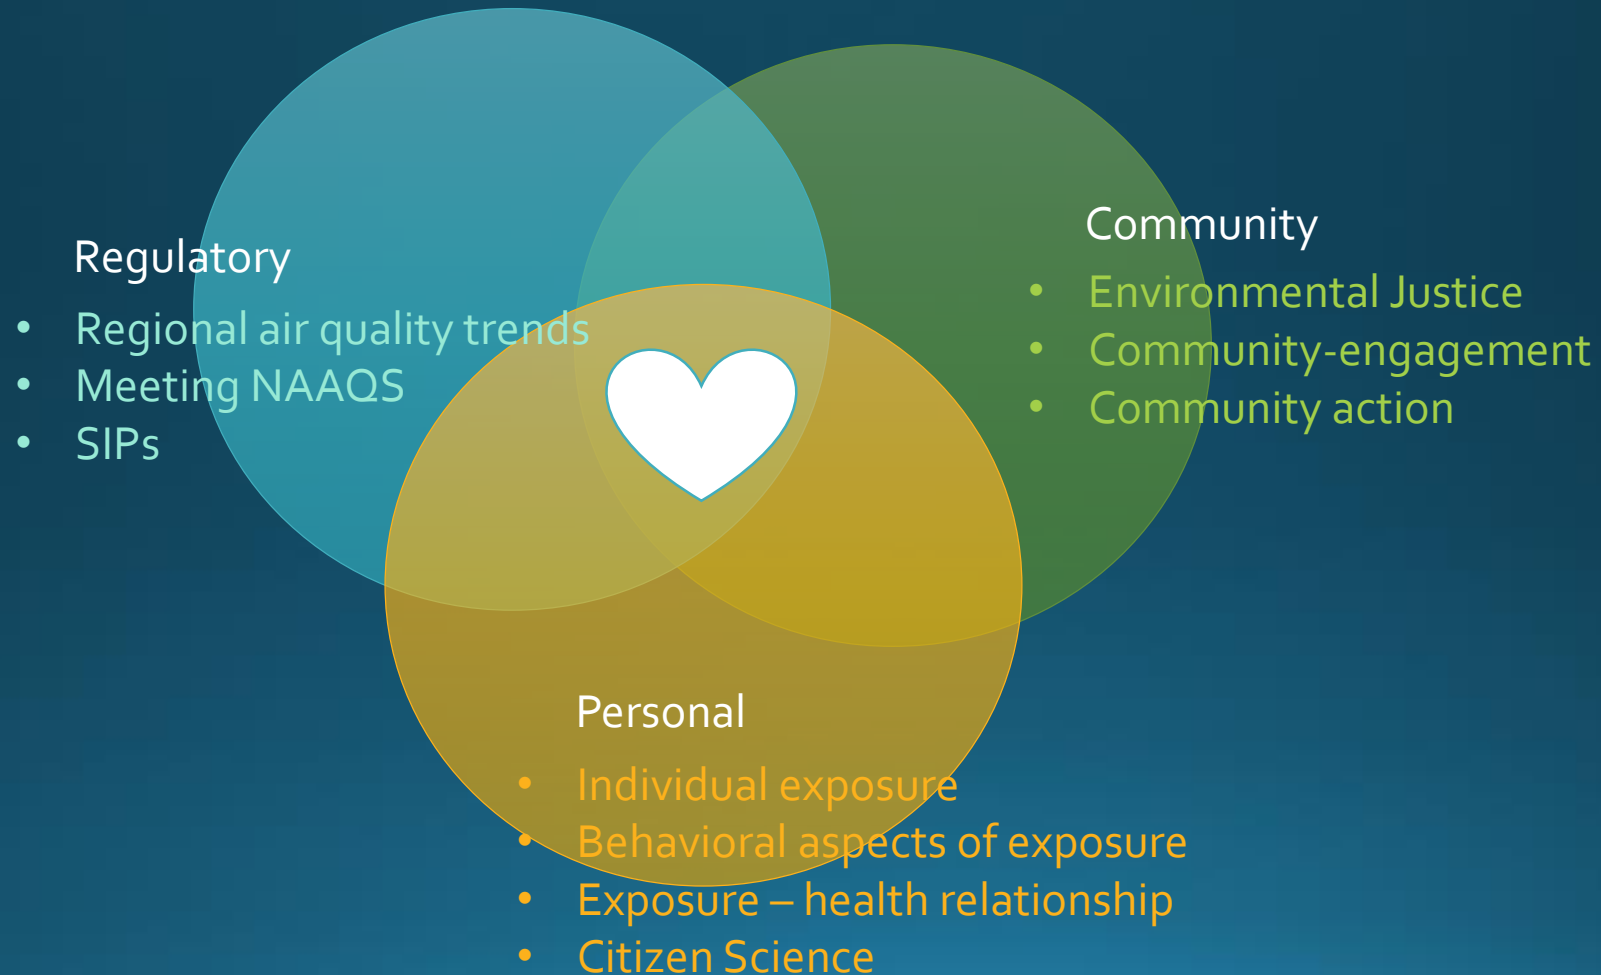 Regulatory
• Regional air quality trends
• Meeting NAAQS
• SIPs
Community
• Environmental Justice
• Community-engagement
• Community action
Personal
• Individual exposure
• Behavioral aspects of exposure
• Exposure – health relationship
• Citizen Science